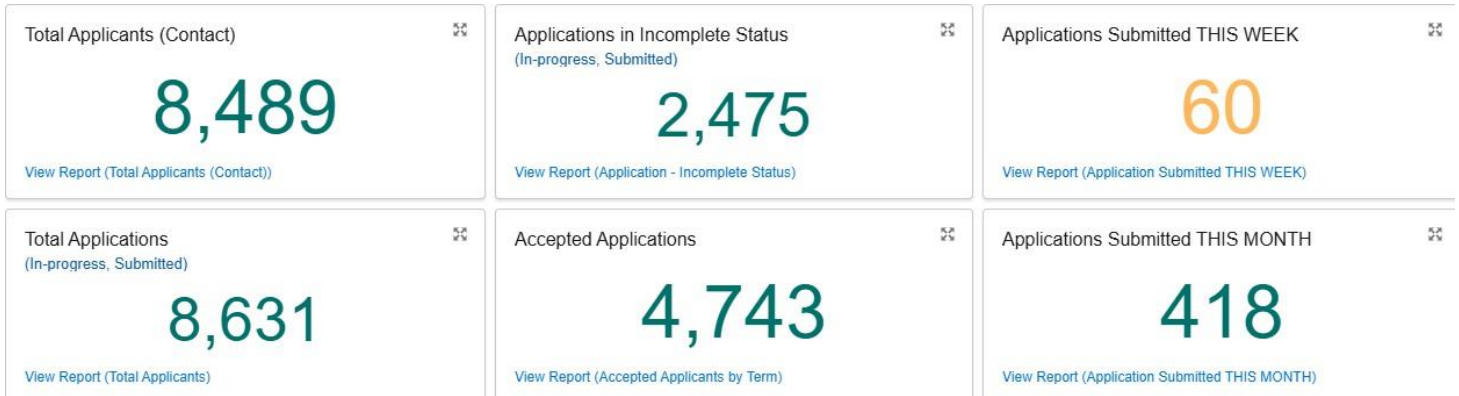 Total Applicants (Contact)
8,489
View Report (Total Applicants (Contact))
Applications in Incomplete Status
(In-progress, Submitted)
2,475
View Report (Application - Incomplete Status)
Applications Submitted THIS WEEK
60
View Report (Application Submitted THIS WEEK)
Total Applications
(In-progress, Submitted)
8,631
View Report (Total Applicants)
Accepted Applications
4,743
View Report (Accepted Applicants by Term)
Applications Submitted THIS MONTH
418
View Report (Application Submitted THIS MONTH)